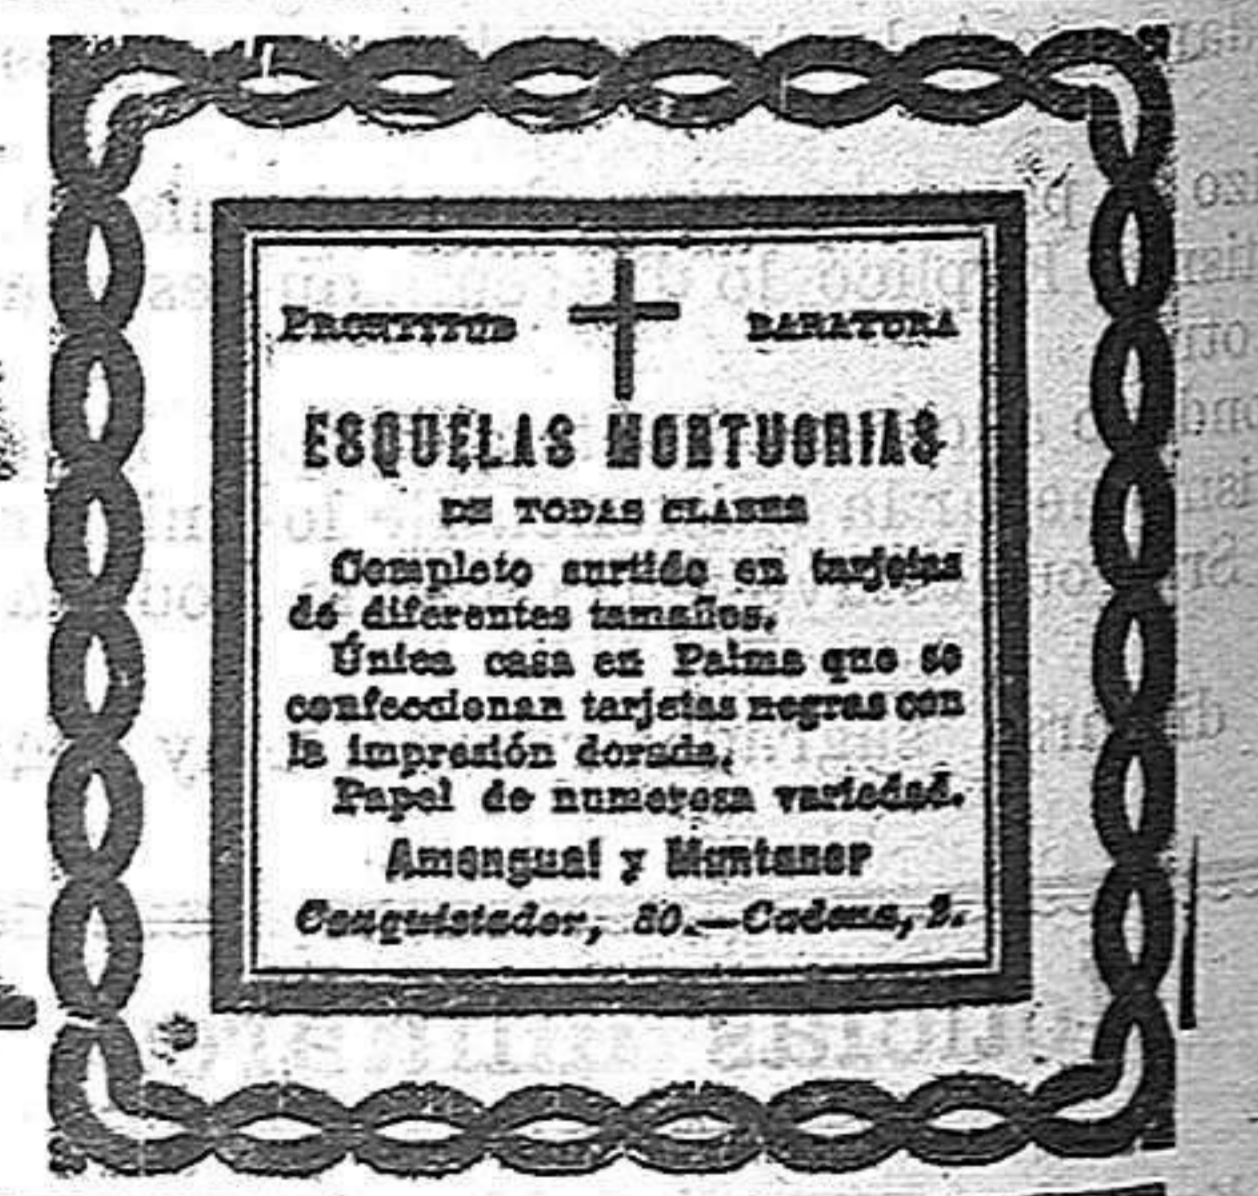 PRONTITUD BARATURA
ESQUELAS MORTUORIAS
DE TODAS CLASES
Completo surtido en tarjetas
de diferentes tamaños.
Única casa en Palma que se
confeccionan tarjetas negras con
la impresión dorada.
Papel de numerosa variedad.
Amengual y Muntaner
Conquistador, 30.—Cadena, 2.